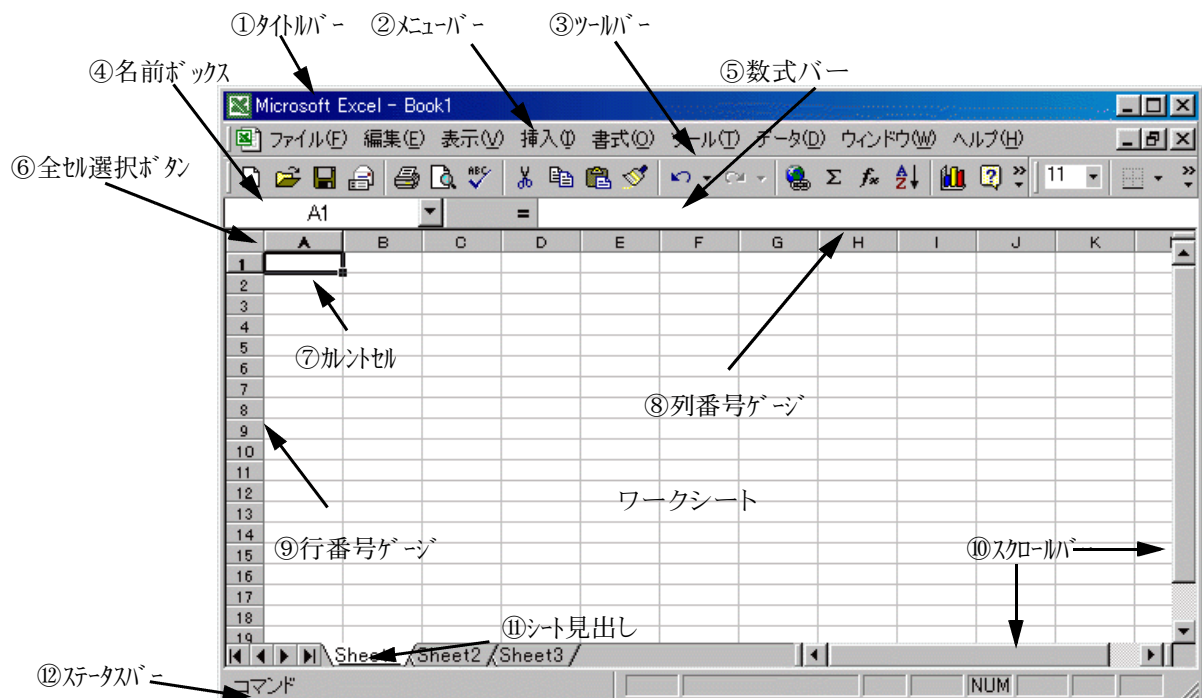 ①ﾀｲﾄﾙﾊﾞｰ ②ﾒﾆｭｰﾊﾞｰ ③ﾂｰﾙﾊﾞｰ
④名前ﾎﾞｯｸｽ ⑤数式バー
Microsoft Excel - Book1
ファイル(F) 編集(E) 表示(V) 挿入(I) 書式(O) ツール(T) データ(D) ウィンドウ(W) ヘルプ(H)
⑥全ｾﾙ選択ﾎﾞﾀﾝ
ABC Σ fx A Z 11
A1 =
A B C D E F G H I J K
1
2
3
4
5
⑦ｶﾚﾝﾄｾﾙ
6
7
8
⑧列番号ｹﾞｰｼﾞ
9
10
11
12
ワークシート
13
14
⑨行番号ｹﾞｰｼﾞ ⑩ｽｸﾛｰﾙﾊﾞｰ
15
16
17
18
⑪ｼｰﾄ見出し
19
Sheet1 Sheet2 Sheet3
⑫ｽﾃｰﾀｽﾊﾞｰ
コマンド NUM